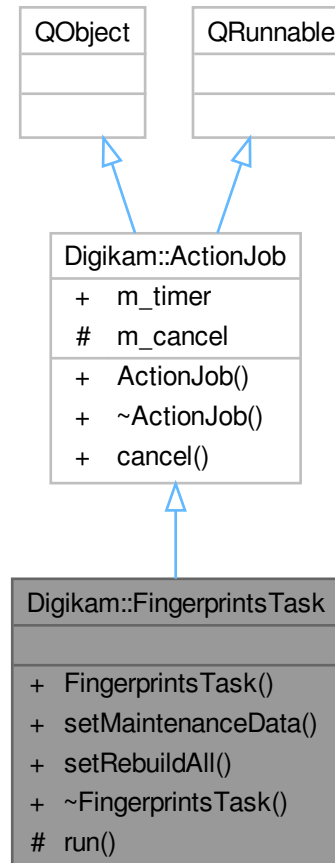 QObject
QRunnable
Digikam::ActionJob
+ m_timer
# m_cancel
+ ActionJob()
+ ~ActionJob()
+ cancel()
Digikam::FingerprintsTask
+ FingerprintsTask()
+ setMaintenanceData()
+ setRebuildAll()
+ ~FingerprintsTask()
# run()